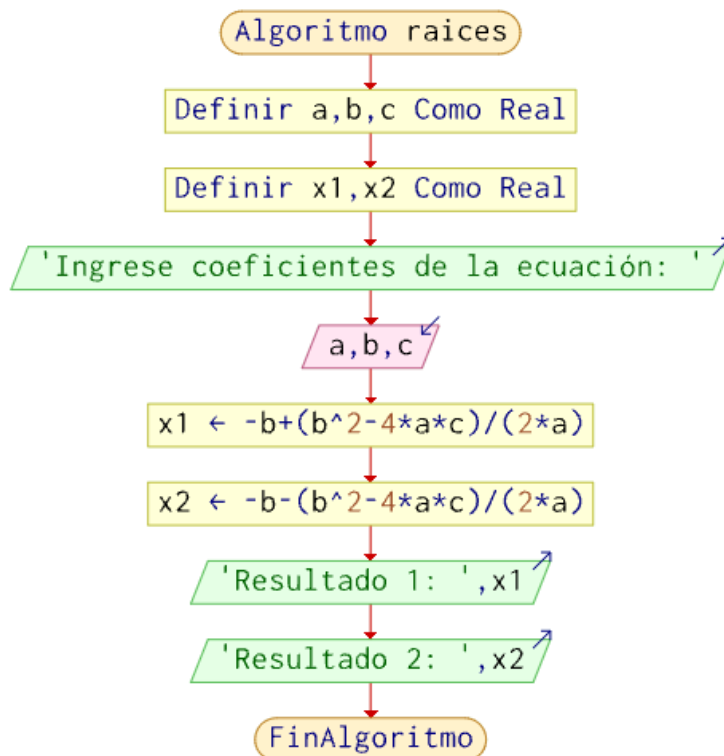 Algoritmo raices
Definir a,b,c Como Real
Definir x1,x2 Como Real
'Ingrese coeficientes de la ecuación: '
a,b,c
x1 ← -b+(b^2-4*a*c)/(2*a)
x2 ← -b-(b^2-4*a*c)/(2*a)
'Resultado 1: ',x1
'Resultado 2: ',x2
FinAlgoritmo